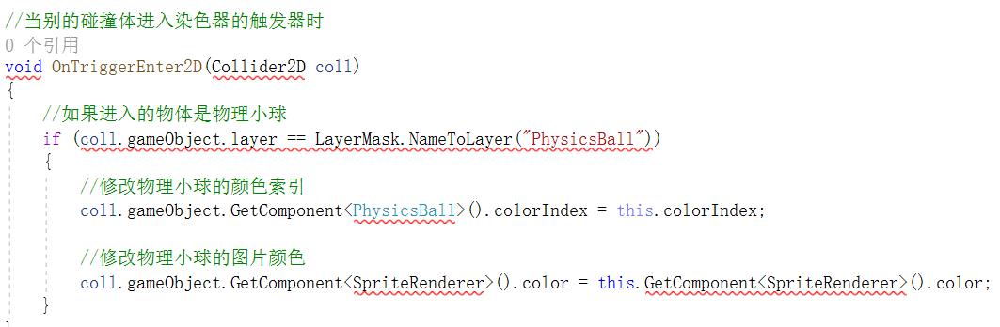 //当别的碰撞体进入染色器的触发器时
0 个引用
void OnTriggerEnter2D(Collider2D coll)
{
//如果进入的物体是物理小球
if (coll.gameObject.layer == LayerMask.NameToLayer("PhysicsBall"))
{
//修改物理小球的颜色索引
coll.gameObject.GetComponent<PhysicsBall>().colorIndex = this.colorIndex;
//修改物理小球的图片颜色
coll.gameObject.GetComponent<SpriteRenderer>().color = this.GetComponent<SpriteRenderer>().color;
}
}